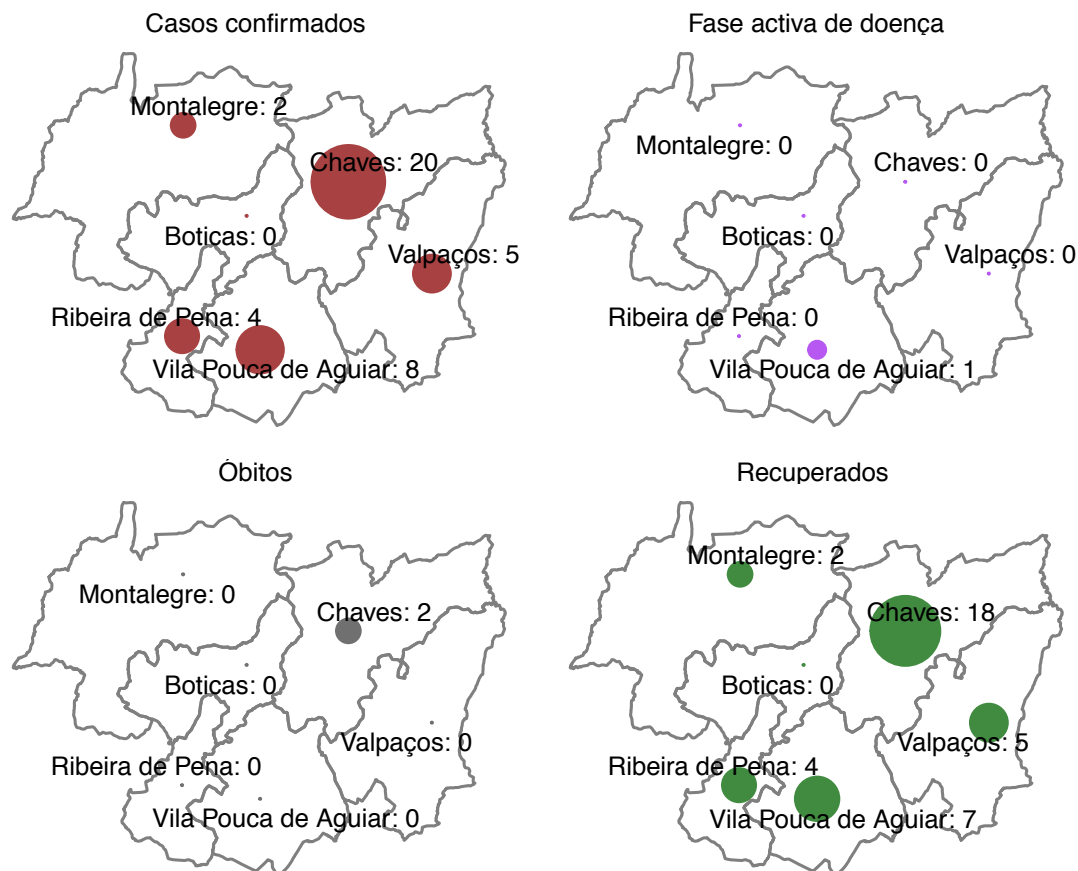 Casos confirmados
Montalegre: 2
Chaves: 20
Boticas: 0
Valpaços: 5
Ribeira de Pena: 4
Vila Pouca de Aguiar: 8
Fase activa de doença
Montalegre: 0
Chaves: 0
Boticas: 0
Valpaços: 0
Ribeira de Pena: 0
Vila Pouca de Aguiar: 1
Óbitos
Montalegre: 0
Chaves: 2
Boticas: 0
Valpaços: 0
Ribeira de Pena: 0
Vila Pouca de Aguiar: 0
Recuperados
Montalegre: 2
Chaves: 18
Boticas: 0
Valpaços: 5
Ribeira de Pena: 4
Vila Pouca de Aguiar: 7